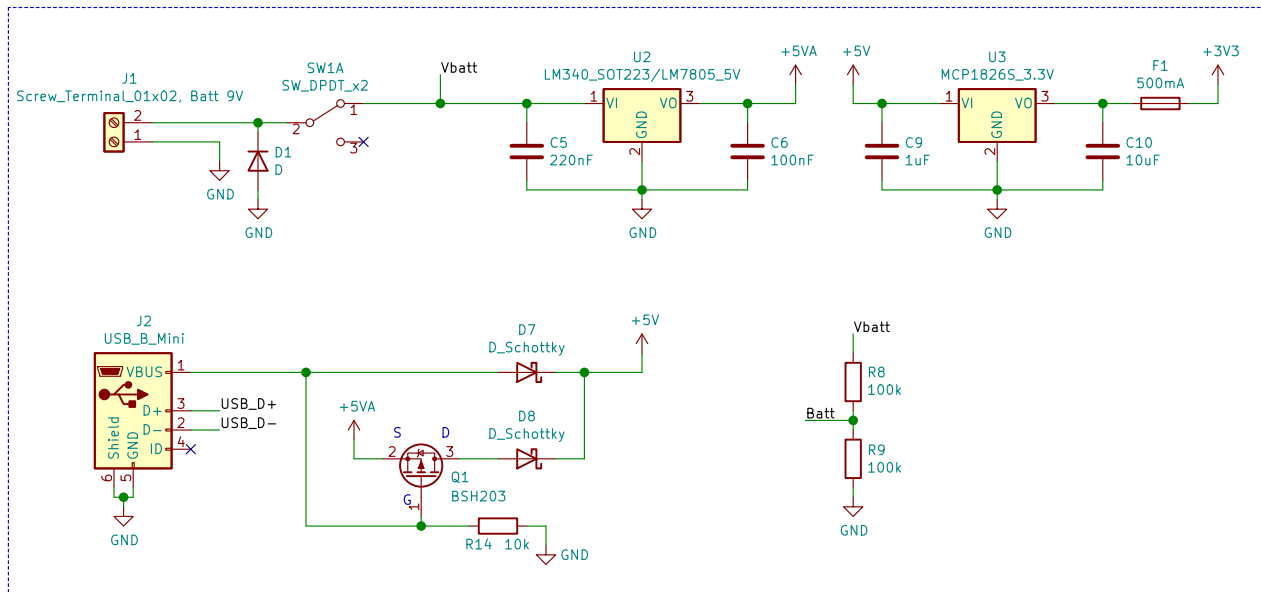 J1
Screw_Terminal_01x02, Batt 9V
2
1
GND
D1
D
GND
SW1A
SW_DPDT_x2
2
1
3
Vbatt
C5
220nF
U2
LM340_SOT223/LM7805_5V
1
VI
VO
3
GND
2
GND
C6
100nF
+5VA
+5V
C9
1uF
U3
MCP1826S_3.3V
1
VI
VO
3
GND
2
GND
C10
10uF
F1
500mA
+3V3
J2
USB_B_Mini
VBUS
1
D+
3
USB_D+
D-
2
USB_D-
ID
4
Shield
GND
6
5
GND
+5VA
S
D
2
3
G
1
Q1
BSH203
R14 10k
GND
D7
D_Schottky
D8
D_Schottky
+5V
Vbatt
R8
100k
Batt
R9
100k
GND